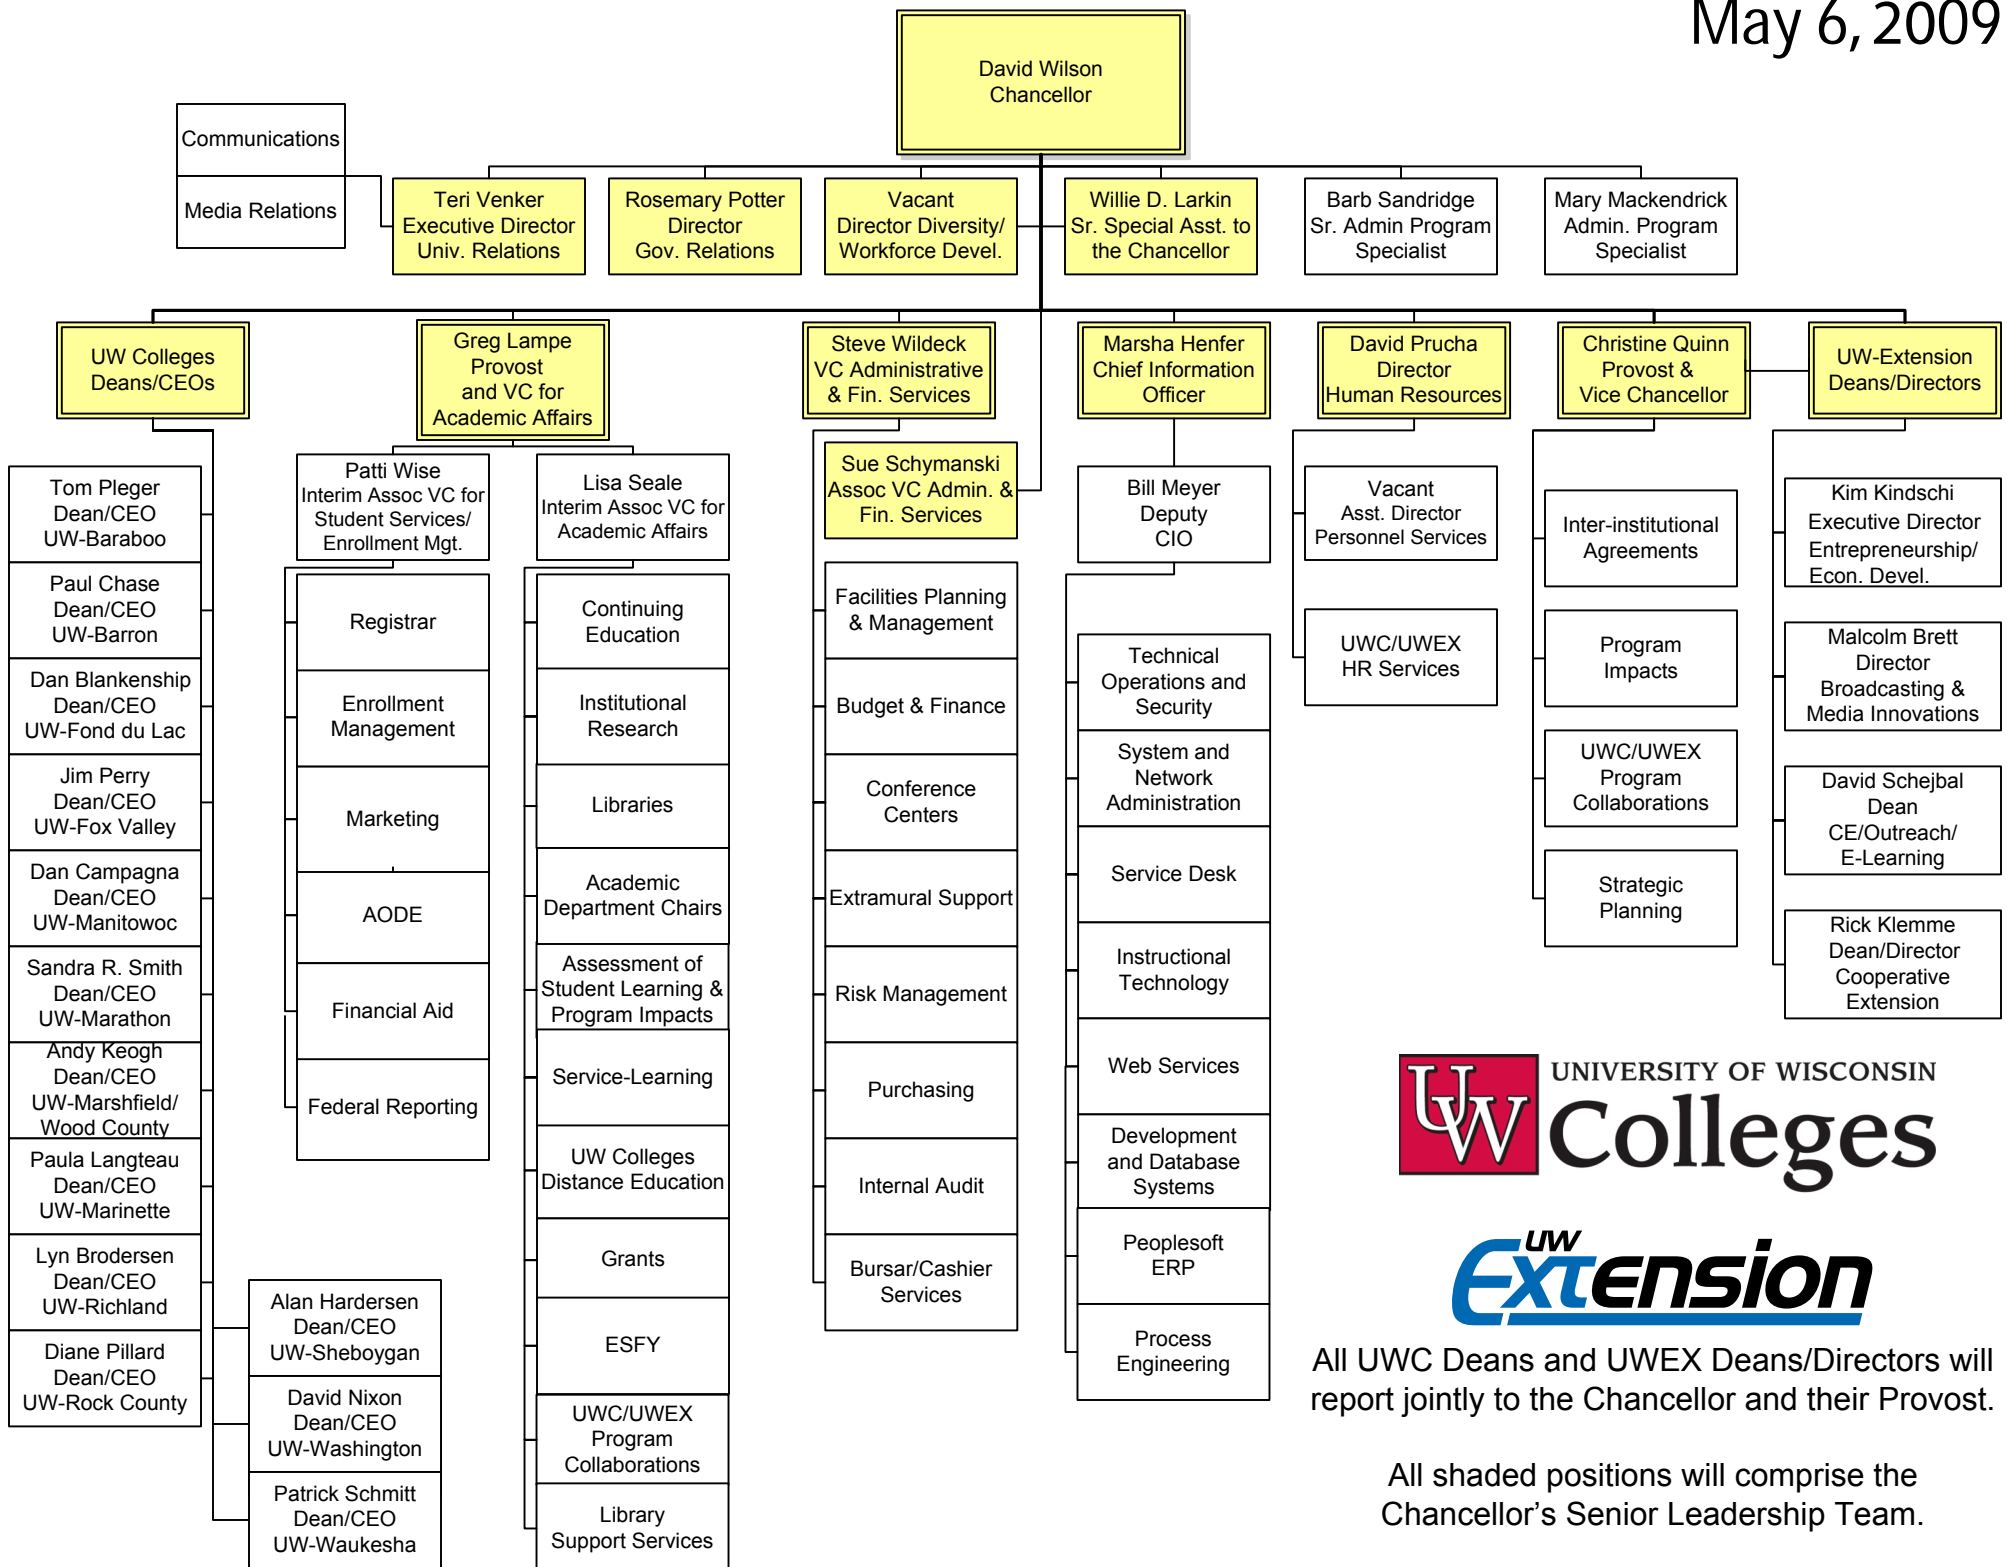 May 6, 2009
David Wilson
Chancellor
Communications
Media Relations
Teri Venker
Executive Director
Univ. Relations
Rosemary Potter
Director
Gov. Relations
Vacant
Director Diversity/
Workforce Devel.
Willie D. Larkin
Sr. Special Asst. to
the Chancellor
Barb Sandridge
Sr. Admin Program
Specialist
Mary Mackendrick
Admin. Program
Specialist
UW Colleges
Deans/CEOs
Greg Lampe
Provost
and VC for
Academic Affairs
Steve Wildeck
VC Administrative
& Fin. Services
Marsha Henfer
Chief Information
Officer
David Prucha
Director
Human Resources
Christine Quinn
Provost &
Vice Chancellor
UW-Extension
Deans/Directors
Tom Pleger
Dean/CEO
UW-Baraboo
Paul Chase
Dean/CEO
UW-Barron
Dan Blankenship
Dean/CEO
UW-Fond du Lac
Jim Perry
Dean/CEO
UW-Fox Valley
Dan Campagna
Dean/CEO
UW-Manitowoc
Sandra R. Smith
Dean/CEO
UW-Marathon
Andy Keogh
Dean/CEO
UW-Marshfield/
Wood County
Paula Langteau
Dean/CEO
UW-Marinette
Lyn Brodersen
Dean/CEO
UW-Richland
Diane Pillard
Dean/CEO
UW-Rock County
Alan Hardersen
Dean/CEO
UW-Sheboygan
David Nixon
Dean/CEO
UW-Washington
Patrick Schmitt
Dean/CEO
UW-Waukesha
Patti Wise
Interim Assoc VC for
Student Services/
Enrollment Mgt.
Registrar
Enrollment
Management
Marketing
AODE
Financial Aid
Federal Reporting
Lisa Seale
Interim Assoc VC for
Academic Affairs
Continuing
Education
Institutional
Research
Libraries
Academic
Department Chairs
Assessment of
Student Learning &
Program Impacts
Service-Learning
UW Colleges
Distance Education
Grants
ESFY
UWC/UWEX
Program
Collaborations
Library
Support Services
Sue Schymanski
Assoc VC Admin. &
Fin. Services
Facilities Planning
& Management
Budget & Finance
Conference
Centers
Extramural Support
Risk Management
Purchasing
Internal Audit
Bursar/Cashier
Services
Bill Meyer
Deputy
CIO
Technical
Operations and
Security
System and
Network
Administration
Service Desk
Instructional
Technology
Web Services
Development
and Database
Systems
Peoplesoft
ERP
Process
Engineering
Vacant
Asst. Director
Personnel Services
UWC/UWEX
HR Services
Inter-institutional
Agreements
Program
Impacts
UWC/UWEX
Program
Collaborations
Strategic
Planning
Kim Kindschi
Executive Director
Entrepreneurship/
Econ. Devel.
Malcolm Brett
Director
Broadcasting &
Media Innovations
David Schejbal
Dean
CE/Outreach/
E-Learning
Rick Klemme
Dean/Director
Cooperative
Extension
UW
UNIVERSITY OF WISCONSIN
Colleges
UW
Extension
All UWC Deans and UWEX Deans/Directors will
report jointly to the Chancellor and their Provost.
All shaded positions will comprise the
Chancellor's Senior Leadership Team.